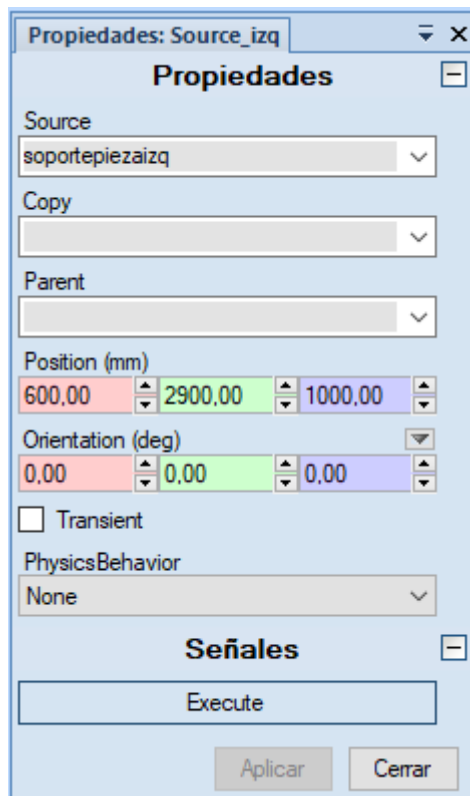 Propiedades: Source_izq
Propiedades
Source
soportepiezaizq
Copy
Parent
Position (mm)
600,00 2900,00 1000,00
Orientation (deg)
0,00 0,00 0,00
Transient
PhysicsBehavior
None
Señales
Execute
Aplicar Cerrar